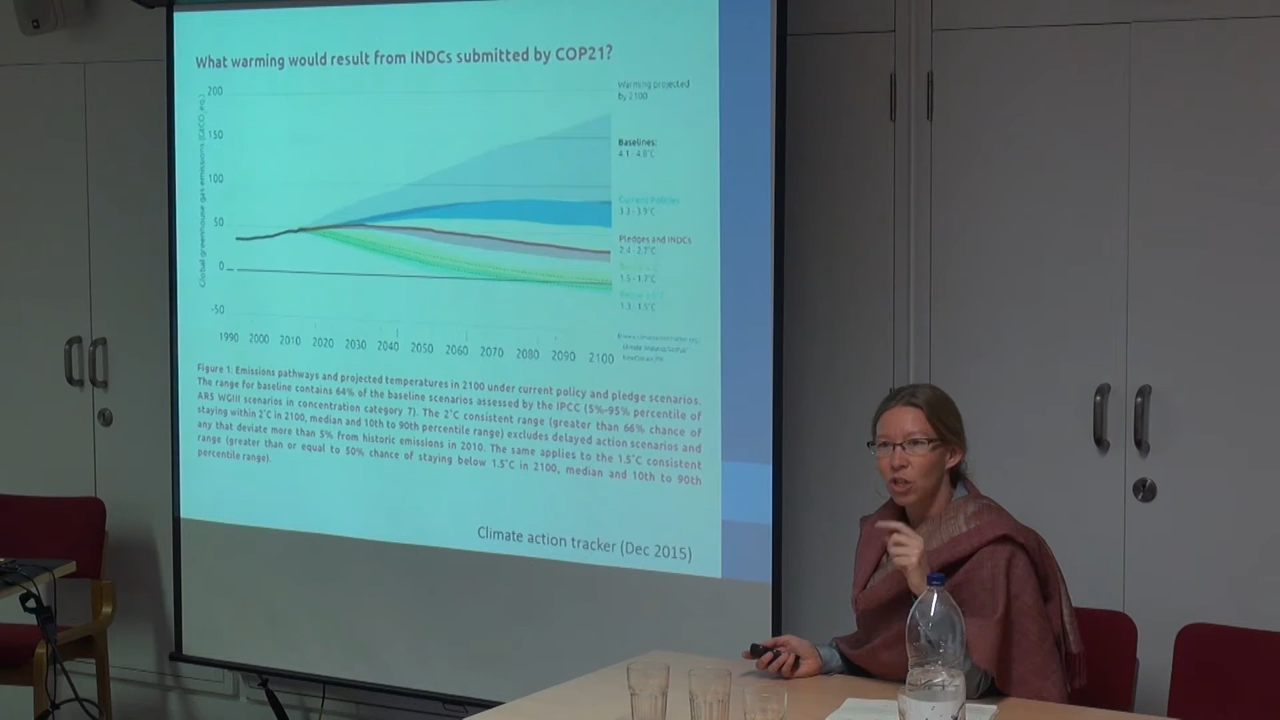 What warming would result from INDCs submitted by COP21?
200
150
100
50
0
-50
Global greenhouse gas emissions
1990 2000 2010 2020 2030 2040 2050 2060 2070 2080 2090 2100
Warming projected
by 2100
Baselines:
4.1 - 4.8°C
Current Policies
3.3 - 3.9°C
Pledges and INDCs
2.4 - 2.7°C
1.5 - 1.7°C
1.3 - 1.5°C
Figure 1: Emissions pathways and projected temperatures in 2100 under current policy and pledge scenarios.
The range for baseline contains 64% of the baseline scenarios assessed by the IPCC (5%-95% percentile of
AR5 WGIII scenarios in concentration category 7). The 2°C consistent range (greater than 66% chance of
staying within 2°C in 2100, median and 10th to 90th percentile range) excludes delayed action scenarios and
any that deviate more than 5% from historic emissions in 2010. The same applies to the 1.5°C consistent
range (greater than or equal to 50% chance of staying below 1.5°C in 2100, median and 10th to 90th
percentile range).
Climate action tracker (Dec 2015)